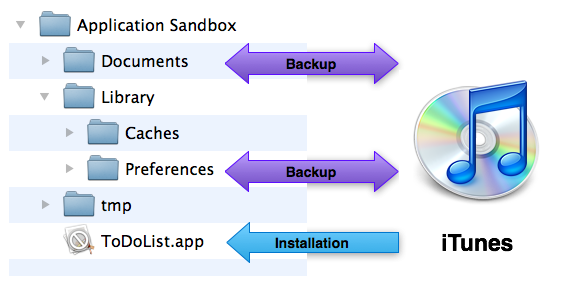 Application Sandbox
Documents
Backup
Library
Caches
Preferences
Backup
tmp
ToDoList.app
Installation
iTunes